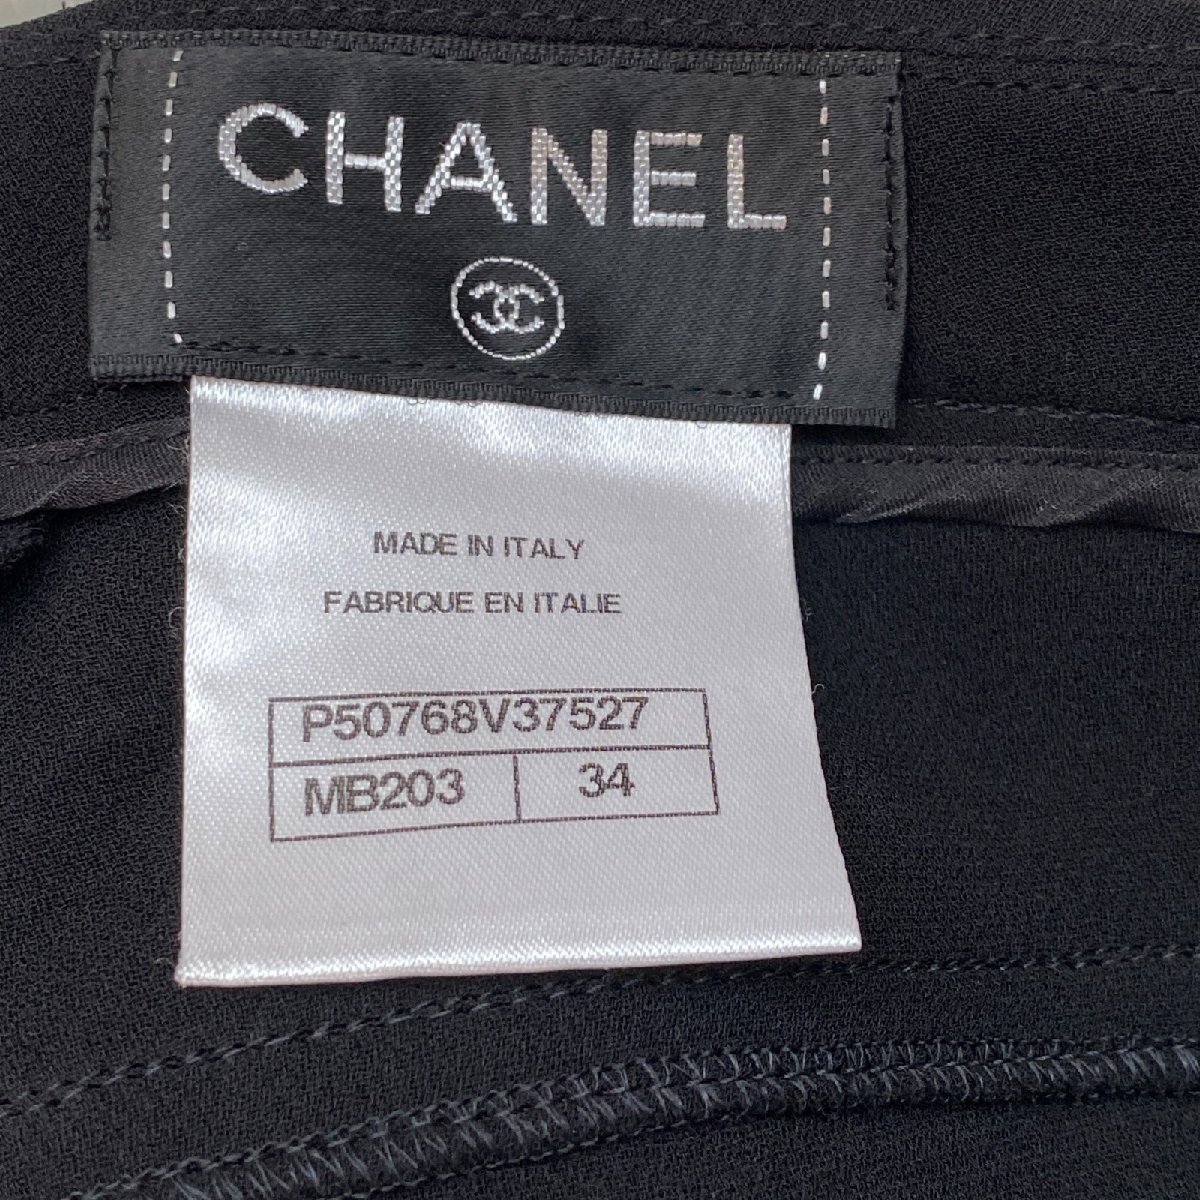 CHANEL
MADE IN ITALY
FABRIQUE EN ITALIE
P50768V37527
MB203 34